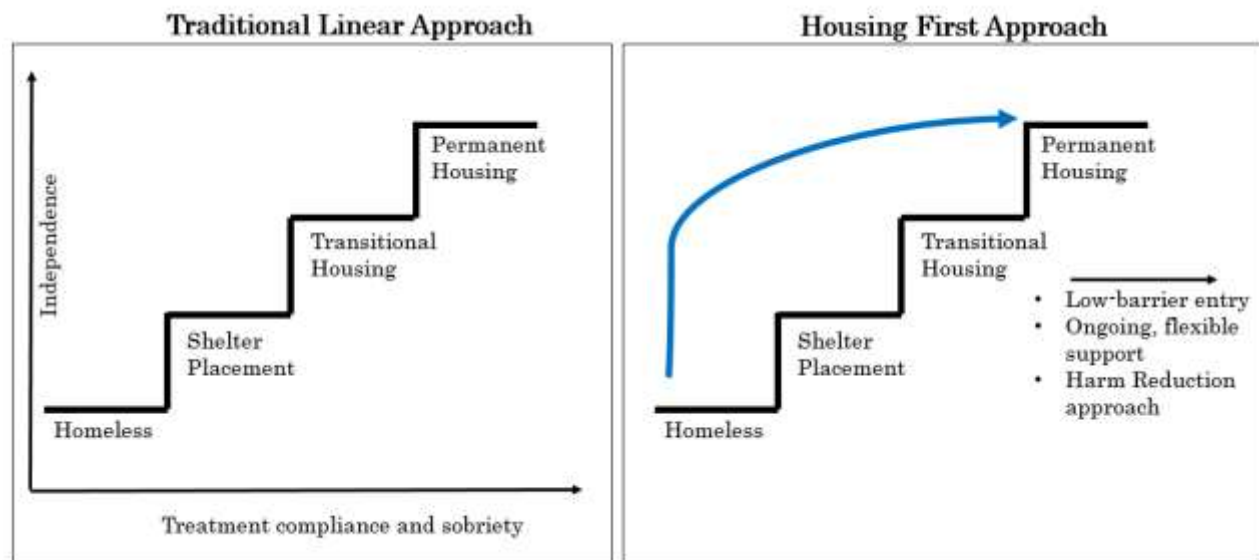 Traditional Linear Approach
Independence
Permanent
Housing
Transitional
Housing
Shelter
Placement
Homeless
Treatment compliance and sobriety
Housing First Approach
Permanent
Housing
Transitional
Housing
Shelter
Placement
Homeless
• Low-barrier entry
• Ongoing, flexible
support
• Harm Reduction
approach